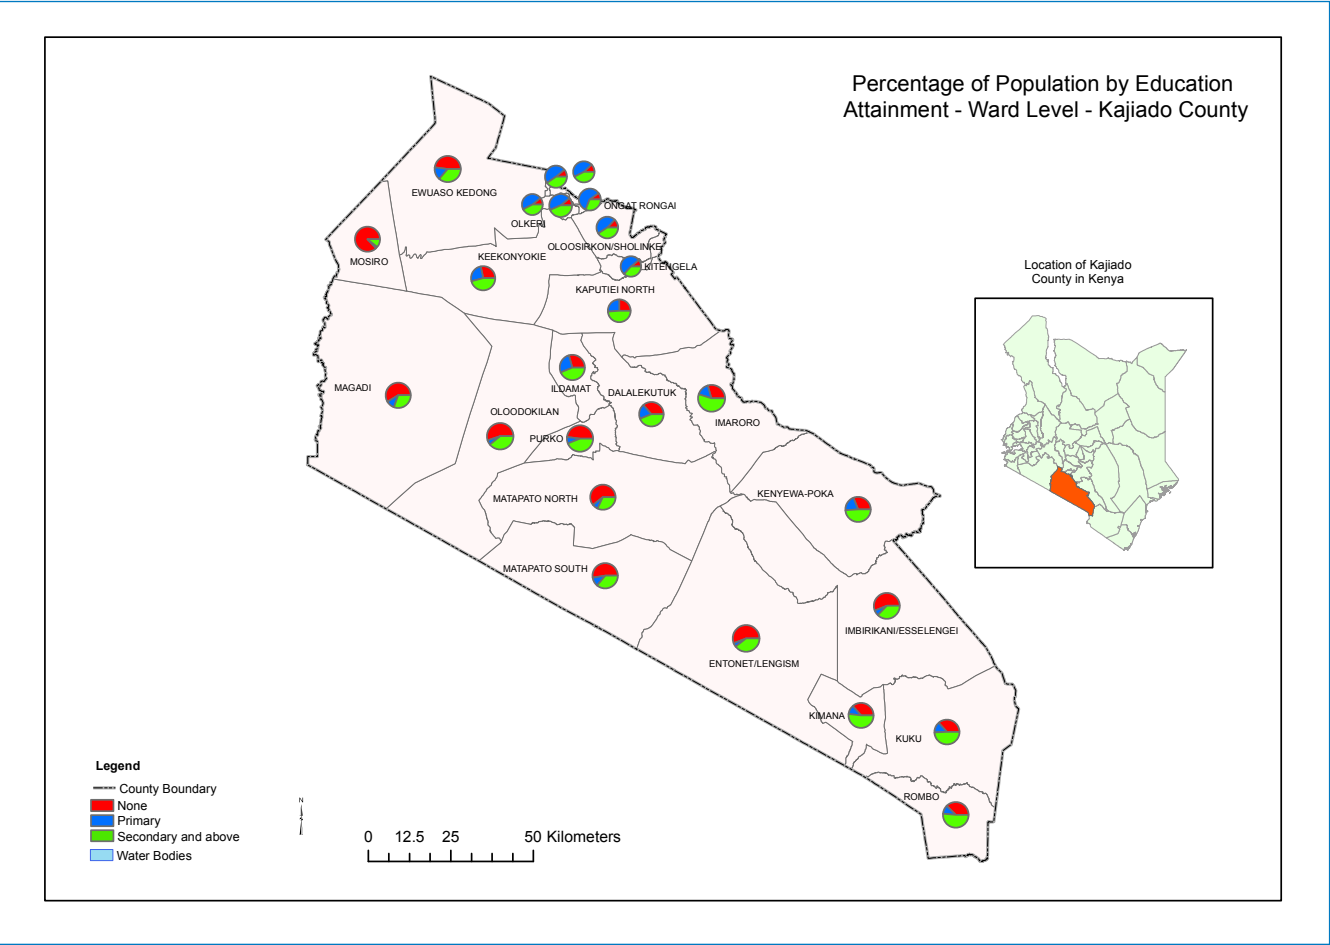 Percentage of Population by Education
Attainment - Ward Level - Kajiado County
EWUASO KEDONG
ONGAT RONGAI
OLKERI
OLOOSIRKON/SHOLINKE
MOSIRO
KEEKONYOKIE
KITENGELA
KAPUTIEI NORTH
Location of Kajiado
County in Kenya
MAGADI
ILDAMAT
DALALEKUTUK
OLOODOKILAN
IMARORO
PURKO
MATAPATO NORTH
KENYEWA-POKA
MATAPATO SOUTH
IMBIRIKANI/ESSELENGEI
ENTONET/LENGISM
KIMANA
KUKU
ROMBO
Legend
County Boundary
None
Primary
Secondary and above
Water Bodies
N
0 12.5 25 50 Kilometers